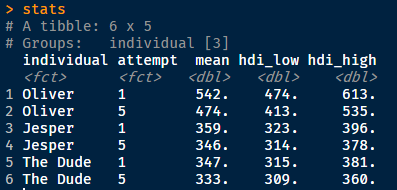 > stats
# A tibble: 6 x 5
# Groups:   individual [3]
  individual attempt  mean hdi_low hdi_high
  <fct>      <fct>   <dbl>   <dbl>    <dbl>
1 Oliver     1        542.    474.     613.
2 Oliver     5        474.    413.     535.
3 Jesper     1        359.    323.     396.
4 Jesper     5        346.    314.     378.
5 The Dude   1        347.    315.     381.
6 The Dude   5        333.    309.     360.